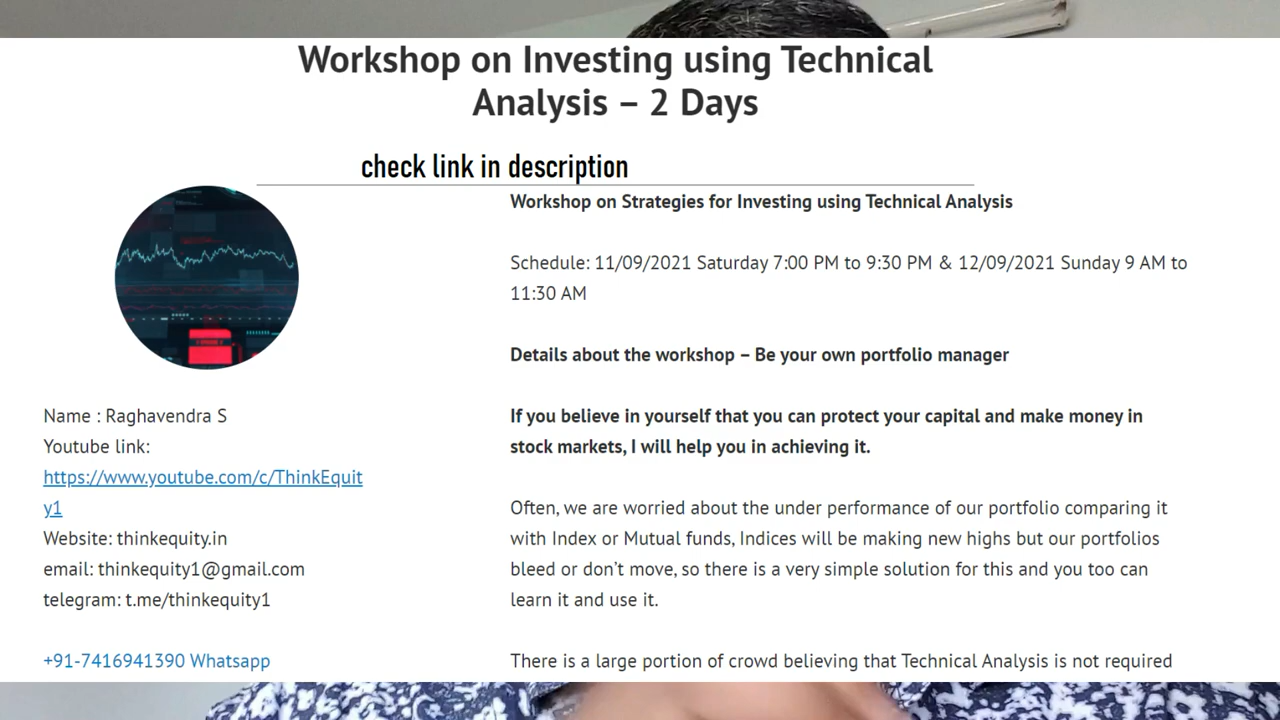 Workshop on Investing using Technical
Analysis – 2 Days
check link in description
Workshop on Strategies for Investing using Technical Analysis
Schedule: 11/09/2021 Saturday 7:00 PM to 9:30 PM & 12/09/2021 Sunday 9 AM to
11:30 AM
Details about the workshop – Be your own portfolio manager
Name : Raghavendra S
Youtube link:
https://www.youtube.com/c/ThinkEquit
y1
Website: thinkequity.in
email: thinkequity1@gmail.com
telegram: t.me/thinkequity1
+91-7416941390 Whatsapp
If you believe in yourself that you can protect your capital and make money in
stock markets, I will help you in achieving it.
Often, we are worried about the under performance of our portfolio comparing it
with Index or Mutual funds, Indices will be making new highs but our portfolios
bleed or don’t move, so there is a very simple solution for this and you too can
learn it and use it.
There is a large portion of crowd believing that Technical Analysis is not required